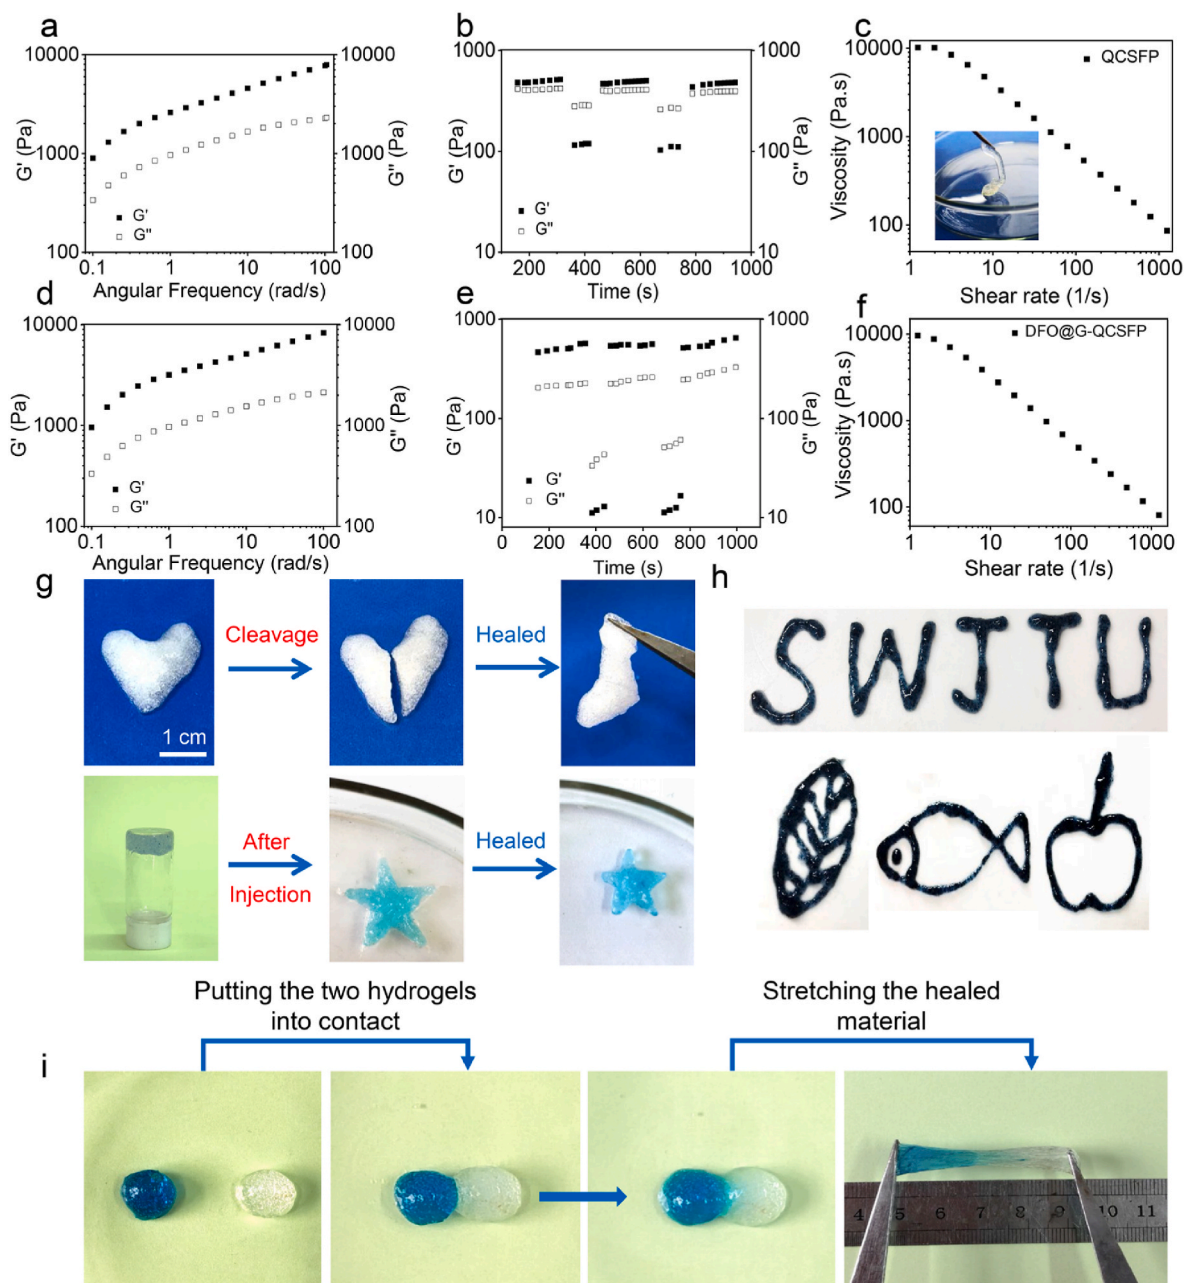 a
10000
1000
100
G' (Pa)
10000
1000
100
G'' (Pa)
G'
G''
0.1
1
10
100
Angular Frequency (rad/s)
b
1000
100
10
G' (Pa)
1000
100
10
G'' (Pa)
G'
G''
200
400
600
800
1000
Time (s)
c
10000
1000
100
Viscosity (Pa.s)
QCSFP
1
10
100
1000
Shear rate (1/s)
d
10000
1000
100
G' (Pa)
10000
1000
100
G'' (Pa)
G'
G''
0.1
1
10
100
Angular Frequency (rad/s)
e
1000
100
10
G' (Pa)
1000
100
10
G'' (Pa)
G'
G''
0
200
400
600
800
1000
Time (s)
f
10000
1000
100
Viscosity (Pa.s)
DFO@G-QCSFP
1
10
100
1000
Shear rate (1/s)
g
Cleavage
Healed
1 cm
After
Injection
Healed
h
SWJTU
Putting the two hydrogels
into contact
Stretching the healed
material
i
4 5 6 7 8 9 10 11